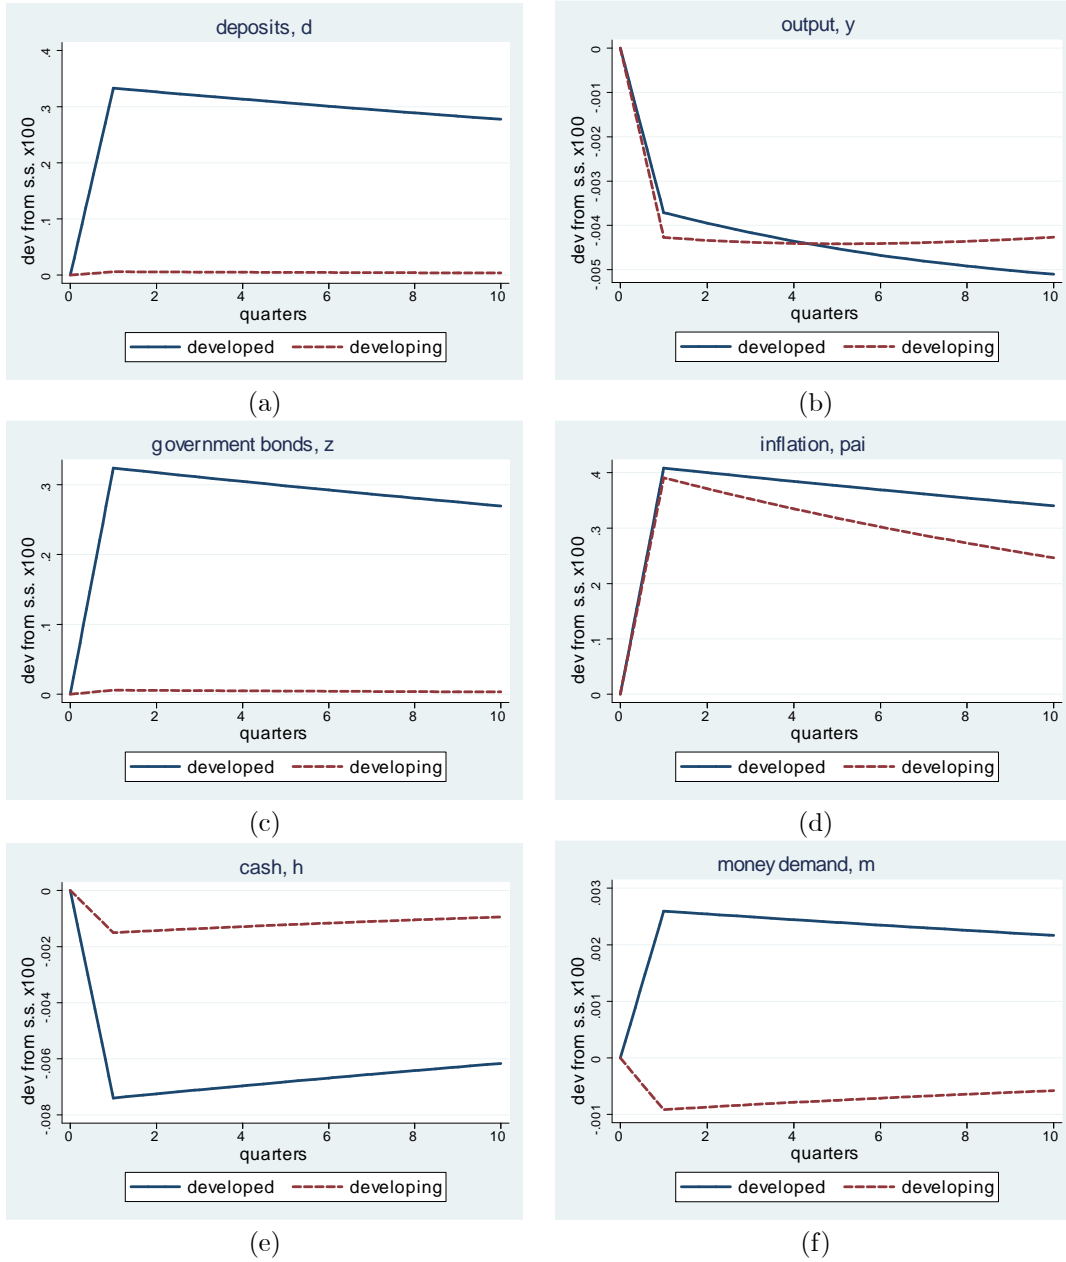 deposits, d
dev from s.s. x100
.4
.3
.2
.1
0
0 2 4 6 8 10
quarters
developed developing
(a)
output, y
dev from s.s. x100
0
-.001
-.002
-.003
-.004
-.005
0 2 4 6 8 10
quarters
developed developing
(b)
government bonds, z
dev from s.s. x100
.3
.2
.1
0
0 2 4 6 8 10
quarters
developed developing
(c)
inflation, pai
dev from s.s. x100
.4
.3
.2
.1
0
0 2 4 6 8 10
quarters
developed developing
(d)
cash, h
dev from s.s. x100
0
-.002
-.004
-.006
-.008
0 2 4 6 8 10
quarters
developed developing
(e)
money demand, m
dev from s.s. x100
.003
.002
.001
0
-.001
0 2 4 6 8 10
quarters
developed developing
(f)